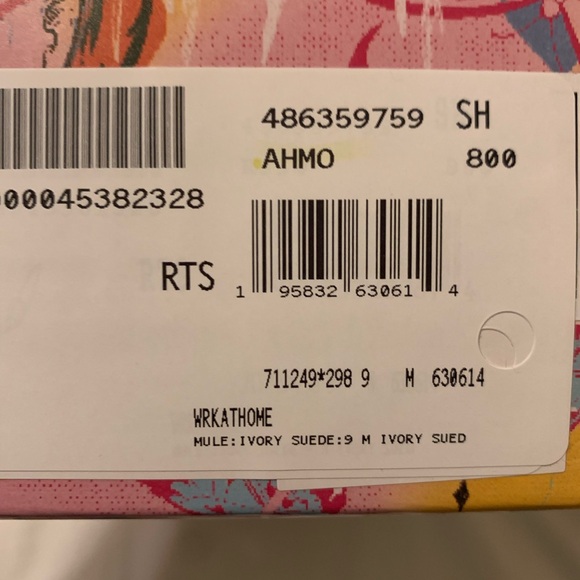 486359759 SH
AHMO 800
00045382328
RTS
1 95832 63061 4
711249*298 9 M 630614
WRKATHOME
MULE:IVORY SUEDE:9 M IVORY SUED